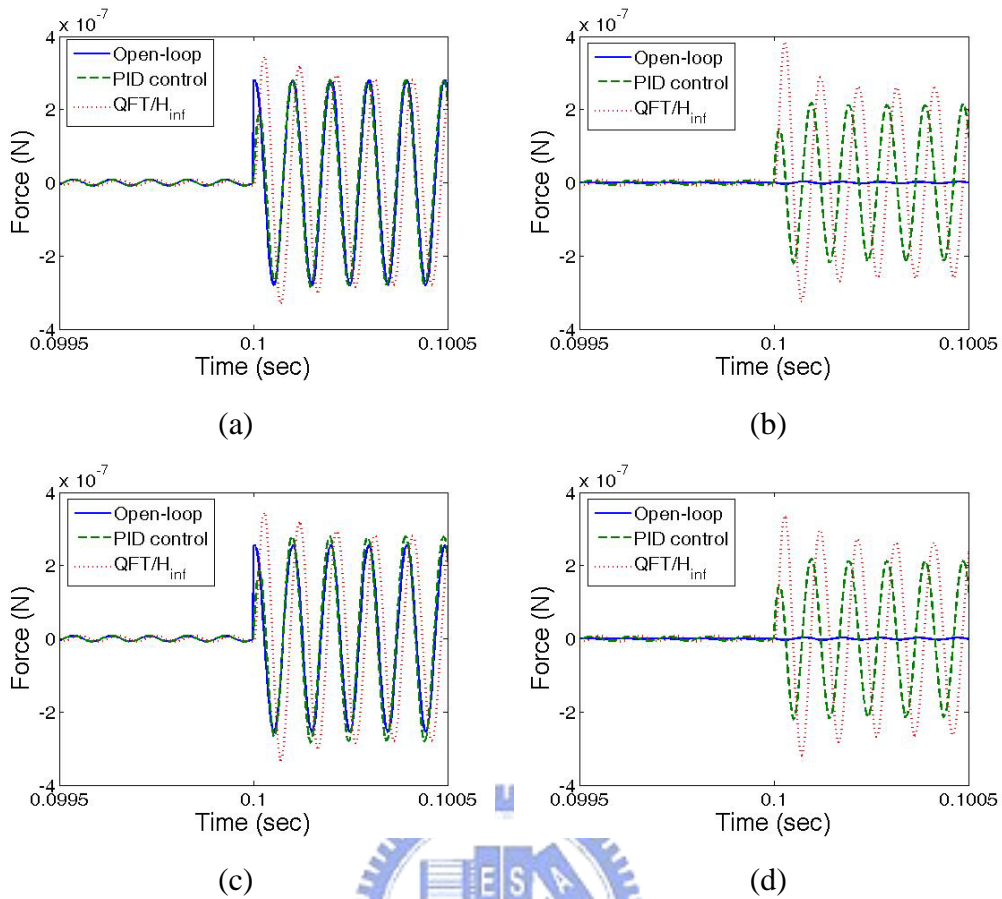 x 10-7
4
2
0
-2
-4
Force (N)
Open-loop
PID control
QFT/Hinf
0.0995
0.1
0.1005
Time (sec)
(a)
x 10-7
4
2
0
-2
-4
Force (N)
Open-loop
PID control
QFT/Hinf
0.0995
0.1
0.1005
Time (sec)
(b)
x 10-7
4
2
0
-2
-4
Force (N)
Open-loop
PID control
QFT/Hinf
0.0995
0.1
0.1005
Time (sec)
(c)
x 10-7
4
2
0
-2
-4
Force (N)
Open-loop
PID control
QFT/Hinf
0.0995
0.1
0.1005
Time (sec)
(d)
E S A